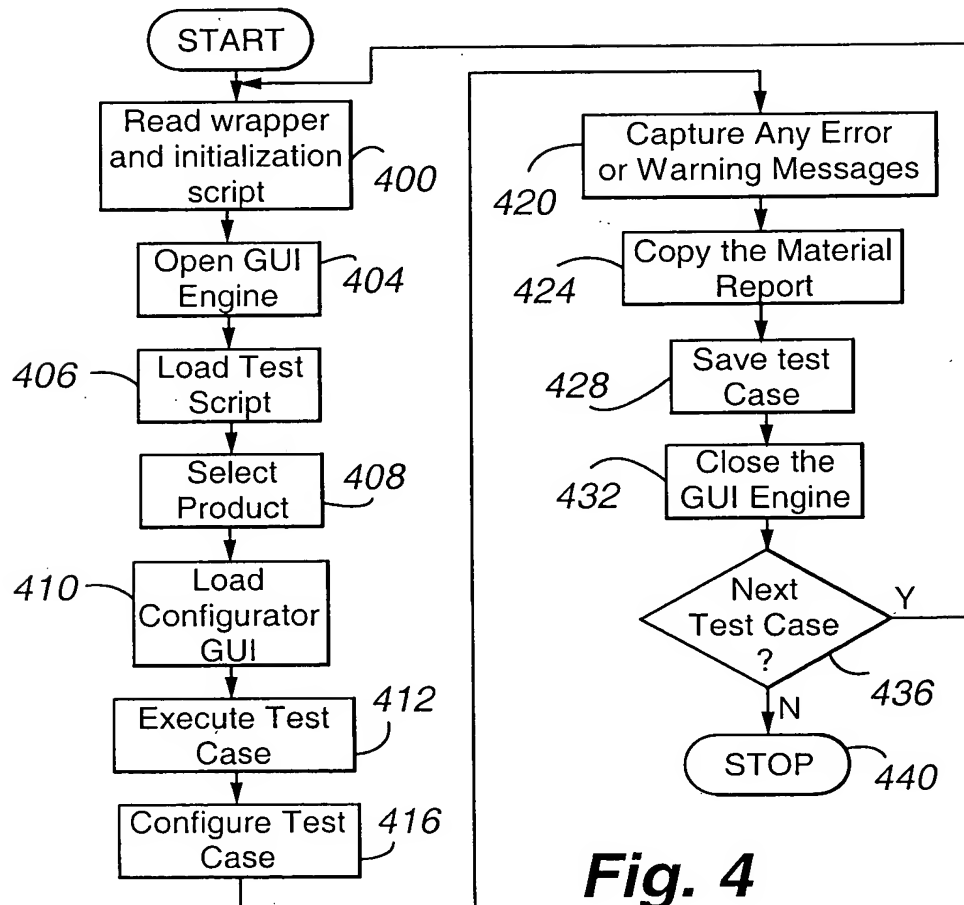 START
Read wrapper
and initialization
script
400
Open GUI
Engine
404
406
Load Test
Script
Select
Product
408
410
Load
Configurator
GUI
Execute Test
Case
412
Configure Test
Case
416
Capture Any Error
or Warning Messages
420
Copy the Material
Report
424
Save test
Case
428
Close the
GUI Engine
432
Next
Test Case
?
Y
436
N
STOP
440
Fig. 4